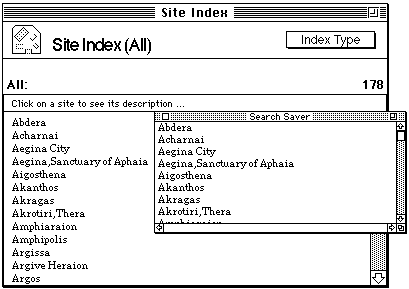 Site Index
Site Index (All)
Index Type
All:
178
Click on a site to see its description ...
Abdera
Acharnai
Aegina City
Aegina,Sanctuary of Aphaia
Aigosthena
Akanthos
Akragas
Akrotiri,Thera
Amphiaraion
Amphipolis
Argissa
Argive Heraion
Argos
Search Saver
Abdera
Acharnai
Aegina City
Aegina,Sanctuary of Aphaia
Aigosthena
Akanthos
Akragas
Akrotiri,Thera
Amphiaraion